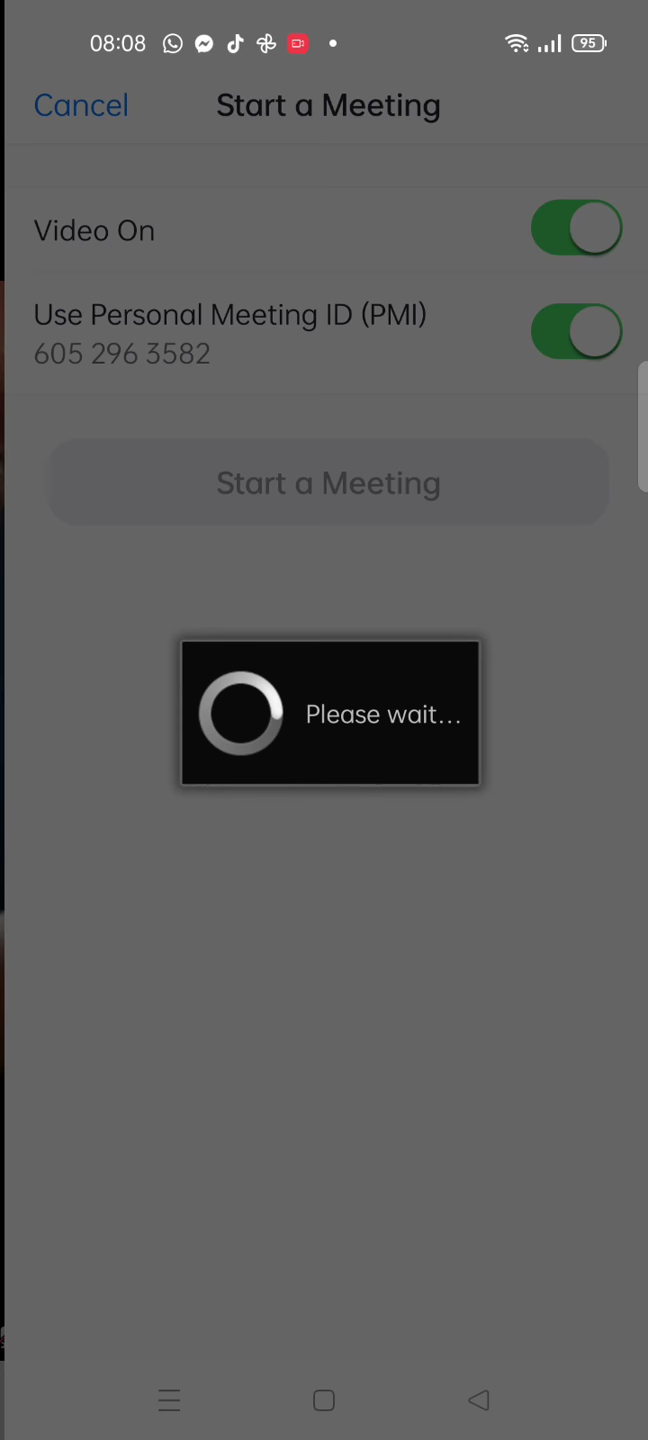 08:08
95
Cancel
Start a Meeting
Video On
Use Personal Meeting ID (PMI)
605 296 3582
Start a Meeting
Please wait...